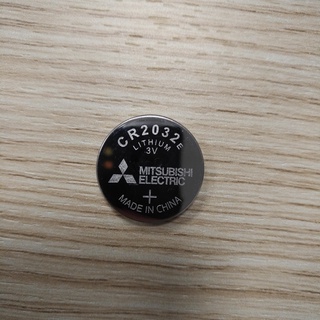 CR2032E
LITHIUM
3V
MITSUBISHI
ELECTRIC
+
MADE IN CHINA